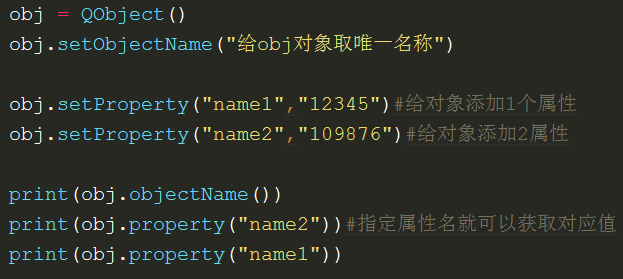 obj = QObject()
obj.setObjectName("给obj对象取唯一名称")
obj.setProperty("name1","12345")#给对象添加1个属性
obj.setProperty("name2","109876")#给对象添加2属性
print(obj.objectName())
print(obj.property("name2"))#指定属性名就可以获取对应值
print(obj.property("name1"))